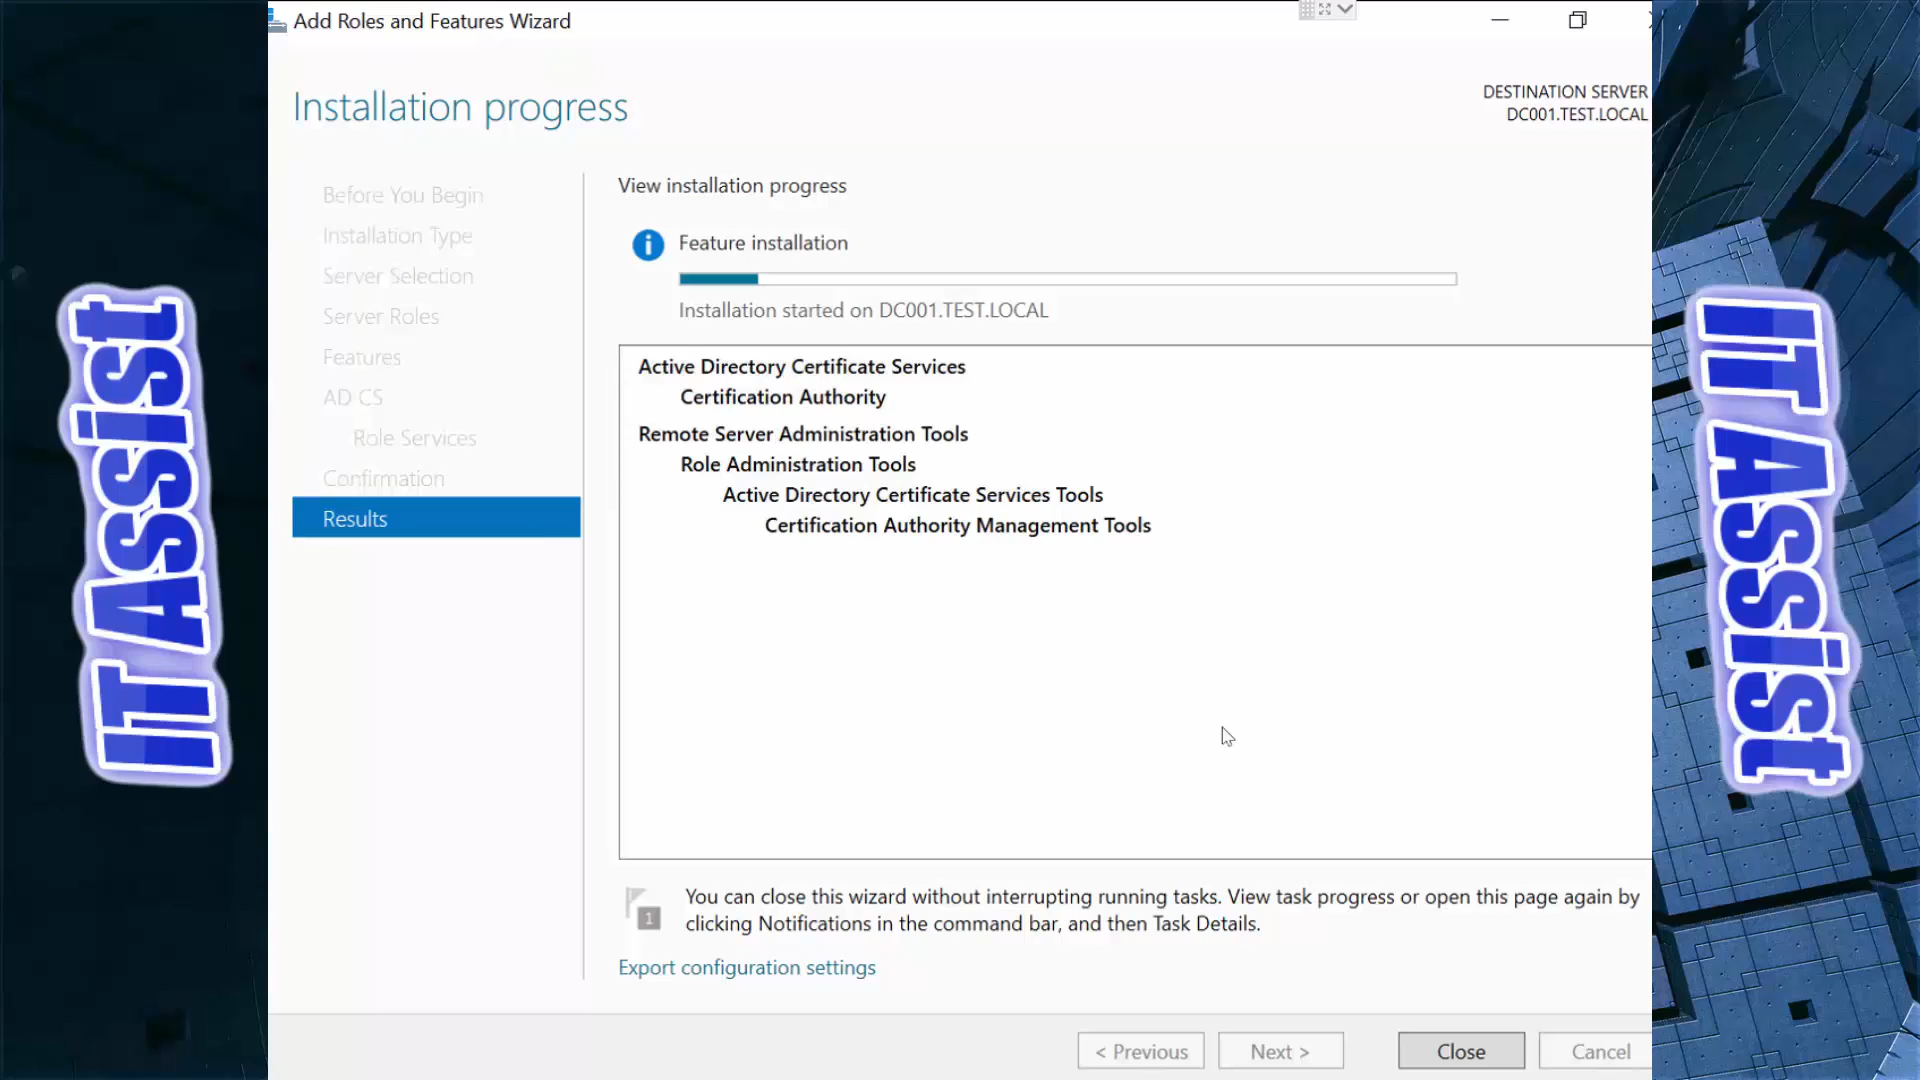 Add Roles and Features Wizard
Installation progress
DESTINATION SERVER
DC001.TEST.LOCAL
Before You Begin
Installation Type
Server Selection
Server Roles
Features
AD CS
Role Services
Confirmation
Results
View installation progress
Feature installation
Installation started on DC001.TEST.LOCAL
Active Directory Certificate Services
Certification Authority
Remote Server Administration Tools
Role Administration Tools
Active Directory Certificate Services Tools
Certification Authority Management Tools
1
You can close this wizard without interrupting running tasks. View task progress or open this page again by
clicking Notifications in the command bar, and then Task Details.
Export configuration settings
< Previous
Next >
Close
Cancel
IT Assist
IT Assist